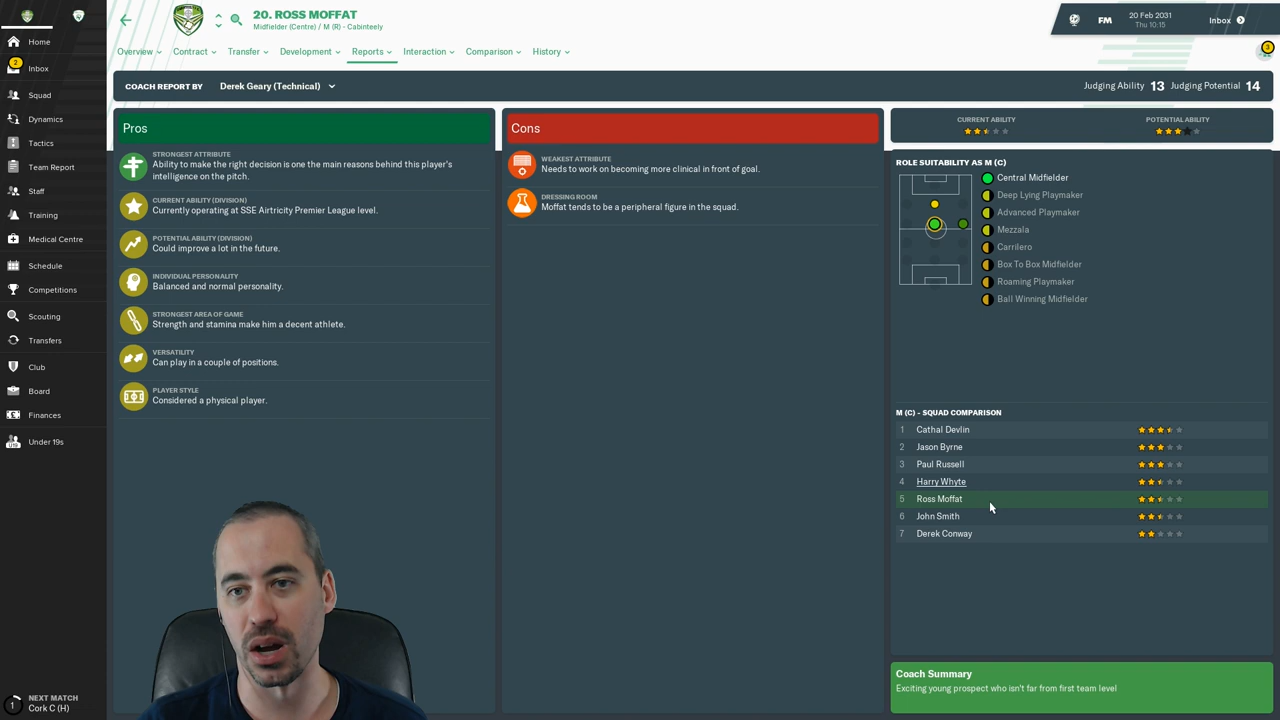 20. ROSS MOFFAT
Midfielder (Centre) / M (R) - Cabinteely
FM
20 Feb 2031
Thu 10:15
Inbox
Overview
Contract
Transfer
Development
Reports
Interaction
Comparison
History
3
Home
2
Inbox
Squad
Dynamics
Tactics
Team Report
Staff
Training
Medical Centre
Schedule
Competitions
Scouting
Transfers
Club
Board
Finances
Under 19s
1
NEXT MATCH
Cork C (H)
COACH REPORT BY
Derek Geary (Technical)
Judging Ability 13 Judging Potential 14
Pros
STRONGEST ATTRIBUTE
Ability to make the right decision is one the main reasons behind this player's
intelligence on the pitch.
CURRENT ABILITY (DIVISION)
Currently operating at SSE Airtricity Premier League level.
POTENTIAL ABILITY (DIVISION)
Could improve a lot in the future.
INDIVIDUAL PERSONALITY
Balanced and normal personality.
STRONGEST AREA OF GAME
Strength and stamina make him a decent athlete.
VERSATILITY
Can play in a couple of positions.
PLAYER STYLE
Considered a physical player.
Cons
WEAKEST ATTRIBUTE
Needs to work on becoming more clinical in front of goal.
DRESSING ROOM
Moffat tends to be a peripheral figure in the squad.
CURRENT ABILITY
POTENTIAL ABILITY
ROLE SUITABILITY AS M (C)
Central Midfielder
Deep Lying Playmaker
Advanced Playmaker
Mezzala
Carrilero
Box To Box Midfielder
Roaming Playmaker
Ball Winning Midfielder
M (C) - SQUAD COMPARISON
1 Cathal Devlin
2 Jason Byrne
3 Paul Russell
4 Harry Whyte
5 Ross Moffat
6 John Smith
7 Derek Conway
Coach Summary
Exciting young prospect who isn't far from first team level